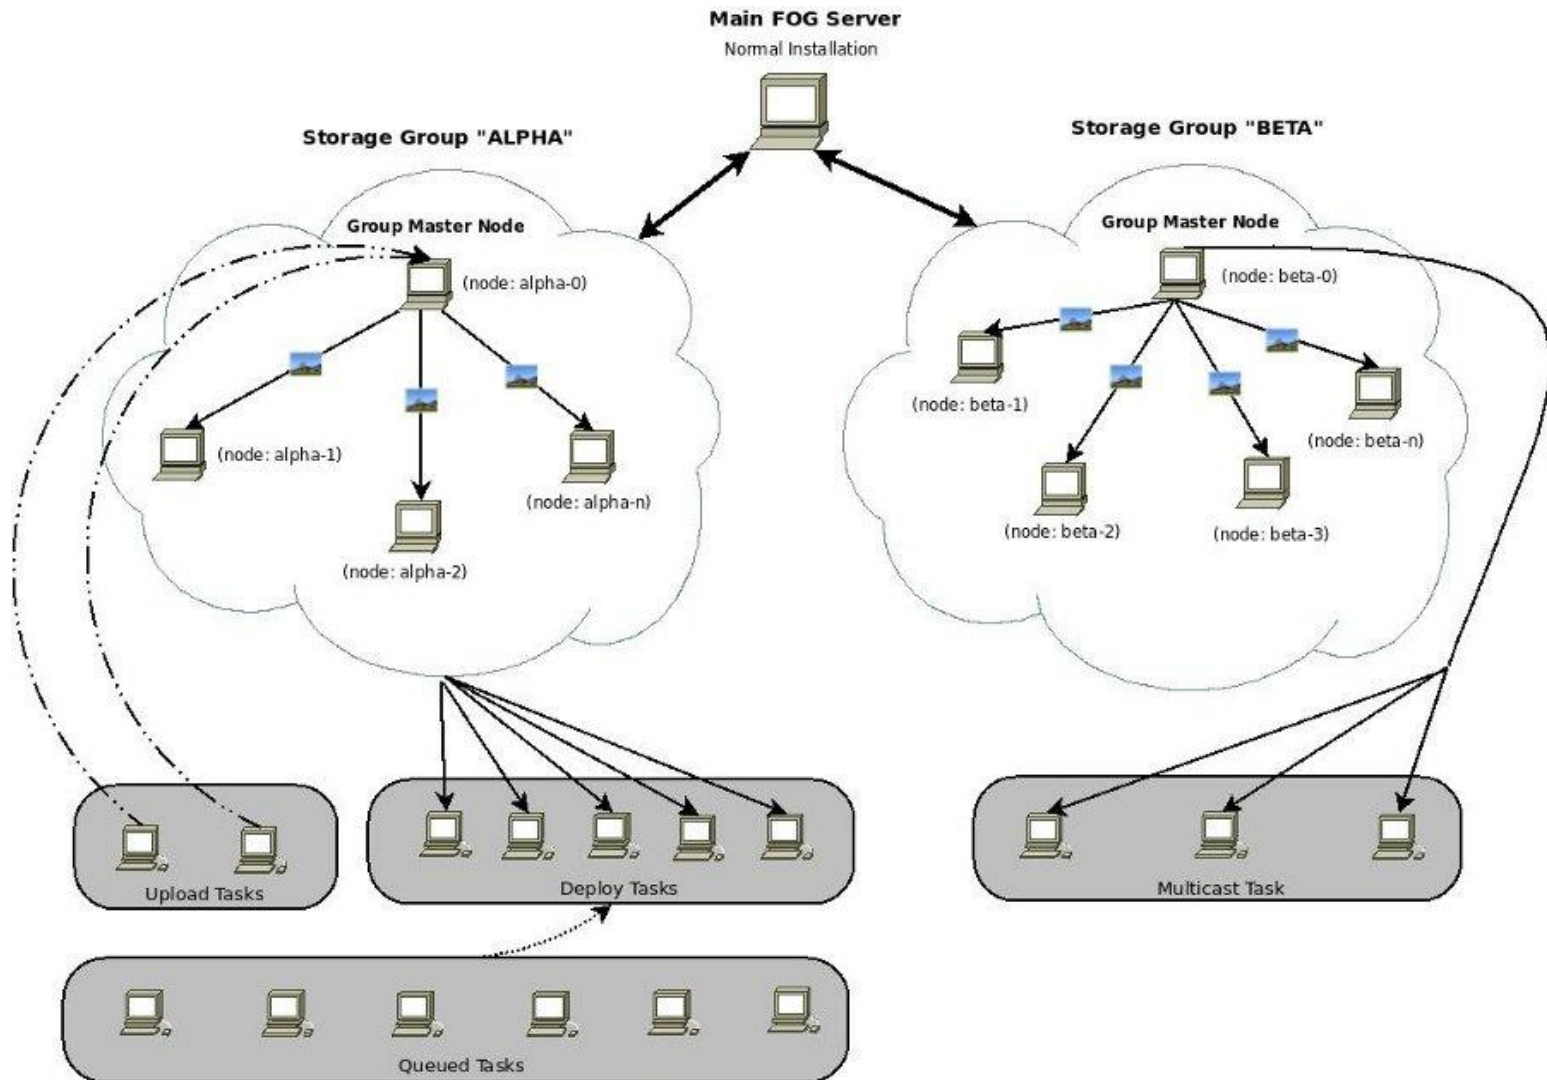 Main FOG Server
Normal Installation
Storage Group "ALPHA"
Storage Group "BETA"
Group Master Node
(node: alpha-0)
(node: alpha-1)
(node: alpha-n)
(node: alpha-2)
Group Master Node
(node: beta-0)
(node: beta-1)
(node: beta-n)
(node: beta-2)
(node: beta-3)
Upload Tasks
Deploy Tasks
Multicast Task
Queued Tasks